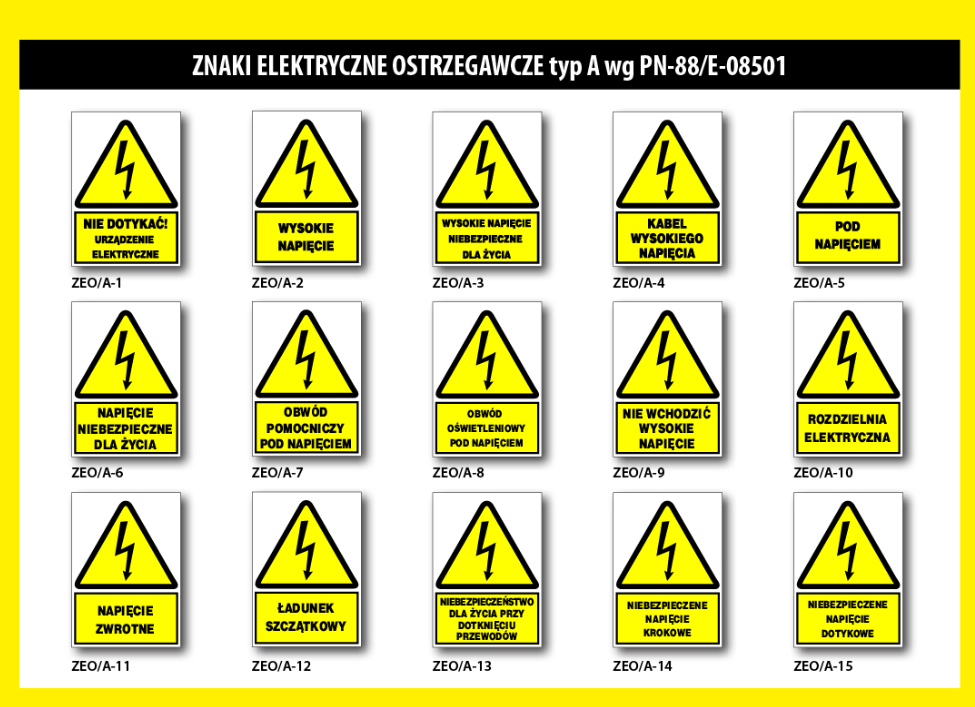 ZNAKI ELEKTRYCZNE OSTRZEGAWCZE typ A wg PN-88/E-08501
NIE DOTYKAĆ!
URZĄDZENIE
ELEKTRYCZNE
ZEO/A-1
WYSOKIE
NAPIĘCIE
ZEO/A-2
WYSOKIE NAPIĘCIE
NIEBEZPIECZNE
DLA ŻYCIA
ZEO/A-3
KABEL
WYSOKIEGO
NAPIĘCIA
ZEO/A-4
POD
NAPIĘCIEM
ZEO/A-5
NAPIĘCIE
NIEBEZPIECZNE
DLA ŻYCIA
ZEO/A-6
OBWÓD
POMOCNICZY
POD NAPIĘCIEM
ZEO/A-7
OBWÓD
OŚWIETLENIOWY
POD NAPIĘCIEM
ZEO/A-8
NIE WCHODZIĆ
WYSOKIE
NAPIĘCIE
ZEO/A-9
ROZDZIELNIA
ELEKTRYCZNA
ZEO/A-10
NAPIĘCIE
ZWROTNE
ZEO/A-11
ŁADUNEK
SZCZĄTKOWY
ZEO/A-12
NIEBEZPIECZEŃSTWO
DLA ŻYCIA PRZY
DOTKNIĘCIU
PRZEWODÓW
ZEO/A-13
NIEBEZPIECZENE
NAPIĘCIE
KROKOWE
ZEO/A-14
NIEBEZPIECZENE
NAPIĘCIE
DOTYKOWE
ZEO/A-15